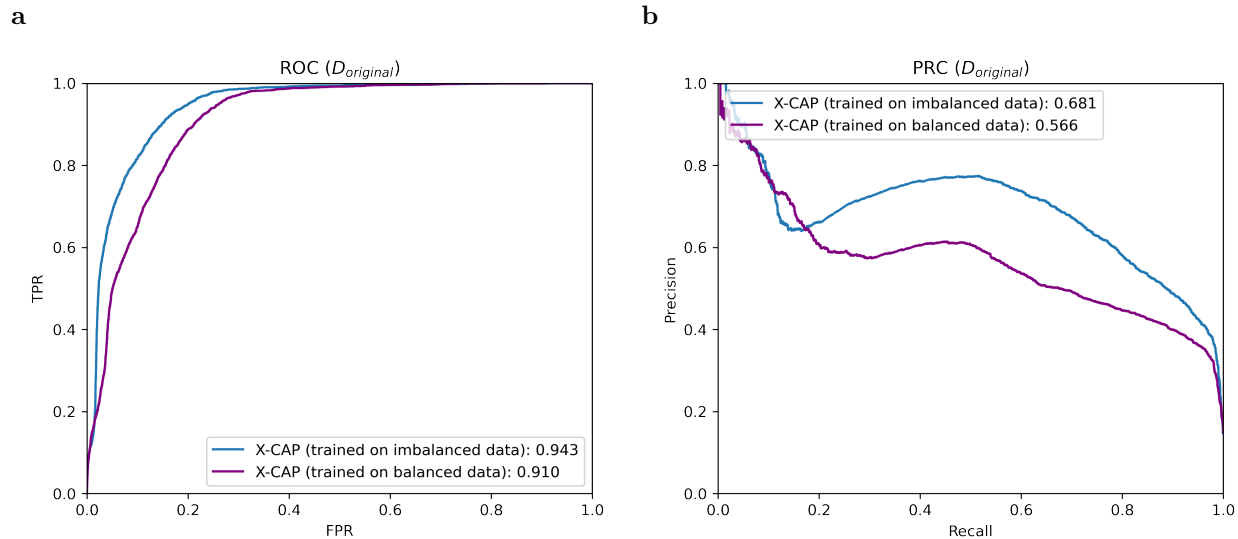 a
ROC (D_original)
1.0
0.8
0.6
0.4
0.2
0.0
TPR
0.0 0.2 0.4 0.6 0.8 1.0
FPR
X-CAP (trained on imbalanced data): 0.943
X-CAP (trained on balanced data): 0.910
b
PRC (D_original)
1.0
0.8
0.6
0.4
0.2
0.0
Precision
0.0 0.2 0.4 0.6 0.8 1.0
Recall
X-CAP (trained on imbalanced data): 0.681
X-CAP (trained on balanced data): 0.566